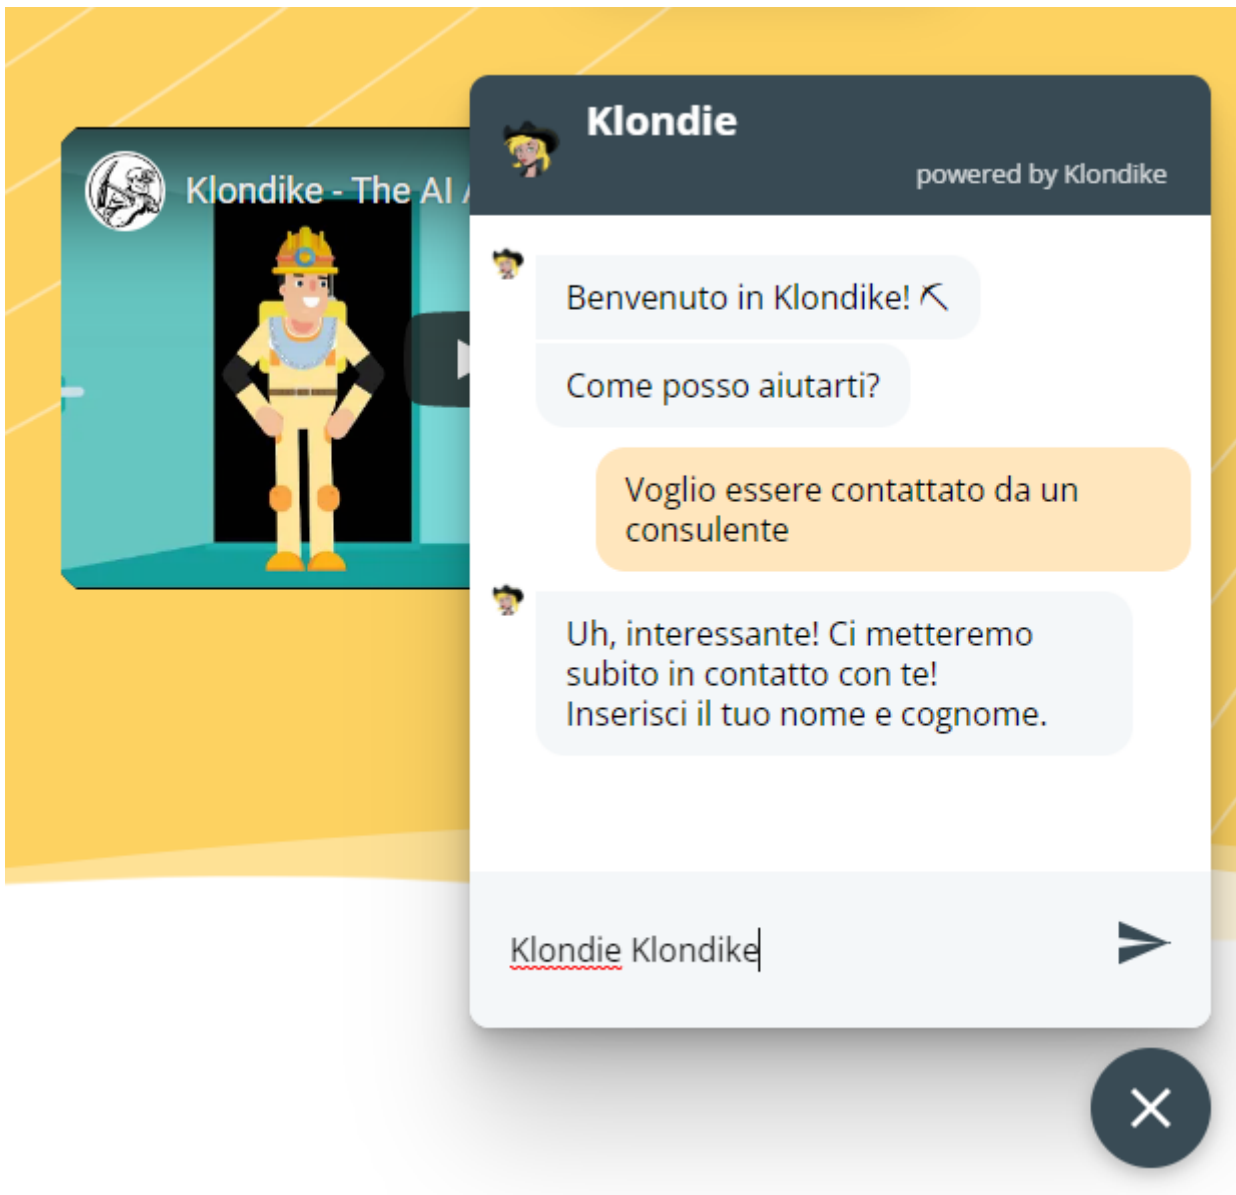 Klondike - The AI
Klondie
powered by Klondike
Benvenuto in Klondike! ⛏
Come posso aiutarti?
Voglio essere contattato da un
consulente
Uh, interessante! Ci metteremo
subito in contatto con te!
Inserisci il tuo nome e cognome.
Klondie Klondike